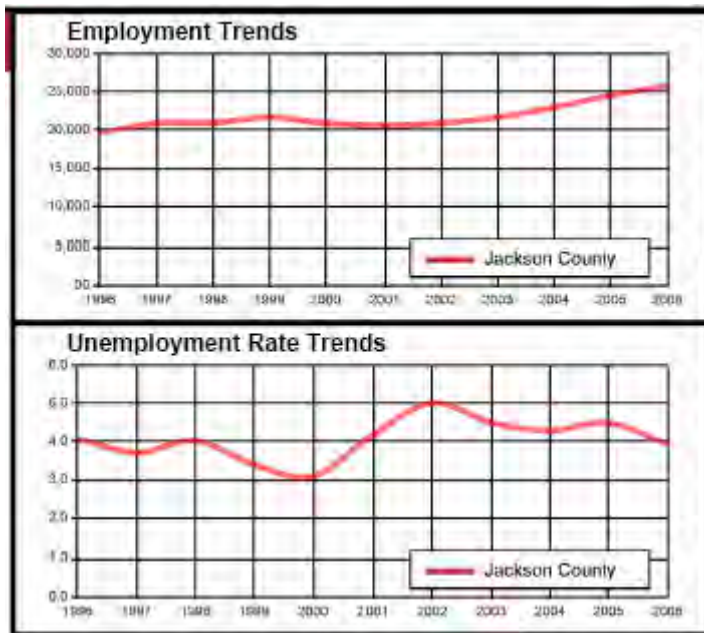 Employment Trends
30,000
25,000
20,000
15,000
10,000
5,000
00
Jackson County
1996 1997 1998 1999 2000 2001 2002 2003 2004 2005 2006
Unemployment Rate Trends
6.0
5.0
4.0
3.0
2.0
1.0
0.0
Jackson County
1996 1997 1998 1999 2000 2001 2002 2003 2004 2005 2006